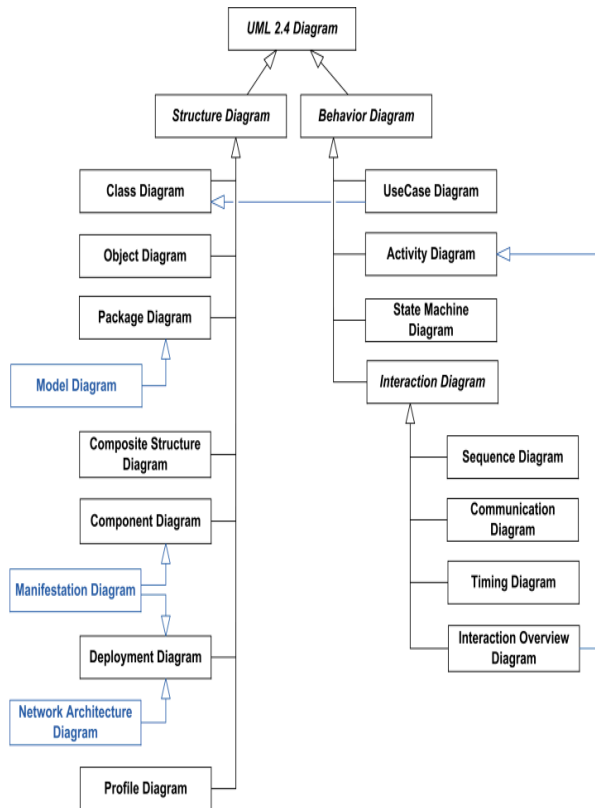 UML 2.4 Diagram
Structure Diagram
Behavior Diagram
Class Diagram
UseCase Diagram
Object Diagram
Activity Diagram
Package Diagram
State Machine
Diagram
Model Diagram
Interaction Diagram
Composite Structure
Diagram
Sequence Diagram
Component Diagram
Communication
Diagram
Manifestation Diagram
Timing Diagram
Deployment Diagram
Interaction Overview
Diagram
Network Architecture
Diagram
Profile Diagram